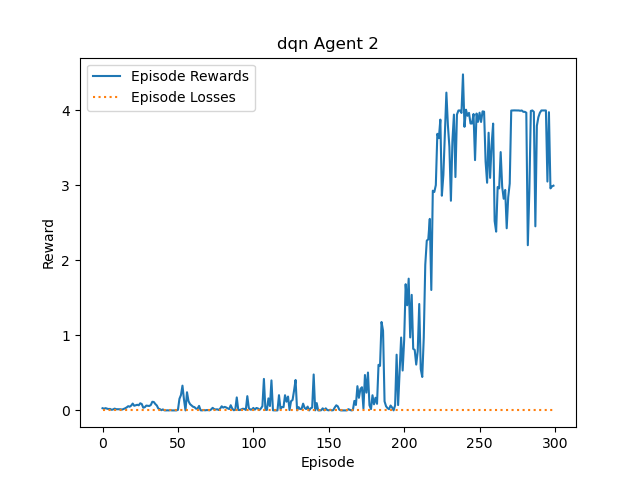 dqn Agent 2
Episode Rewards
Episode Losses
Reward
4
3
2
1
0
0 50 100 150 200 250 300
Episode